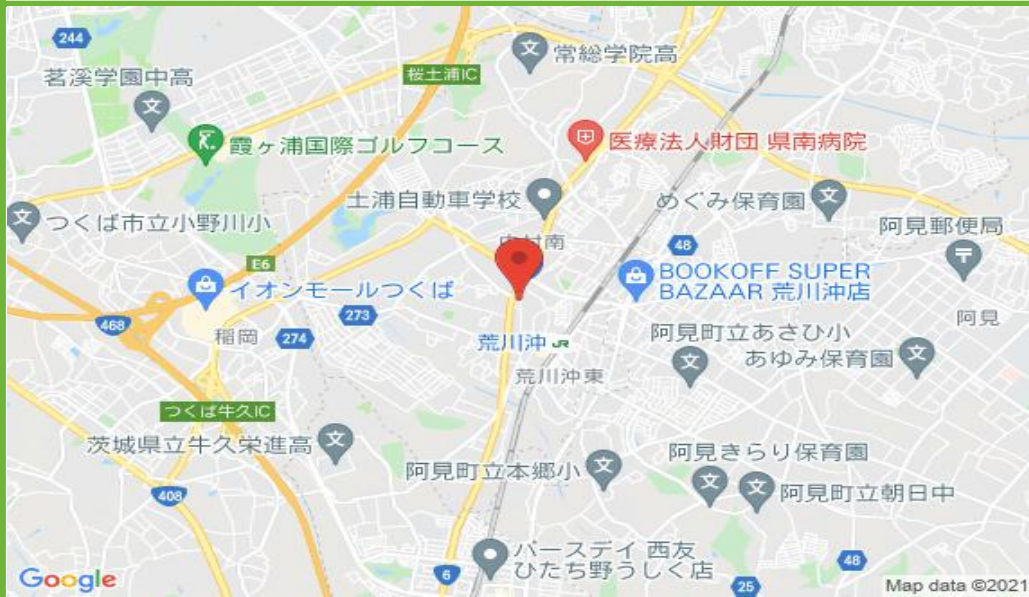 244
常総学院高
桜土浦IC
茗溪学園中高
霞ヶ浦国際ゴルフコース
医療法人財団 県南病院
土浦自動車学校
めぐみ保育園
つくば市立小野川小
阿見郵便局
中村南
48
E6
BOOKOFF SUPER
BAZAAR 荒川沖店
イオンモールつくば
468
273
274
稲岡
荒川沖 JR
阿見町立あさひ小
阿見
あゆみ保育園
荒川沖東
つくば牛久IC
茨城県立牛久栄進高
阿見町立本郷小
阿見きらり保育園
408
阿見町立朝日中
バースデイ 西友
ひたち野うしく店
6
48
25
Google
Map data ©2021